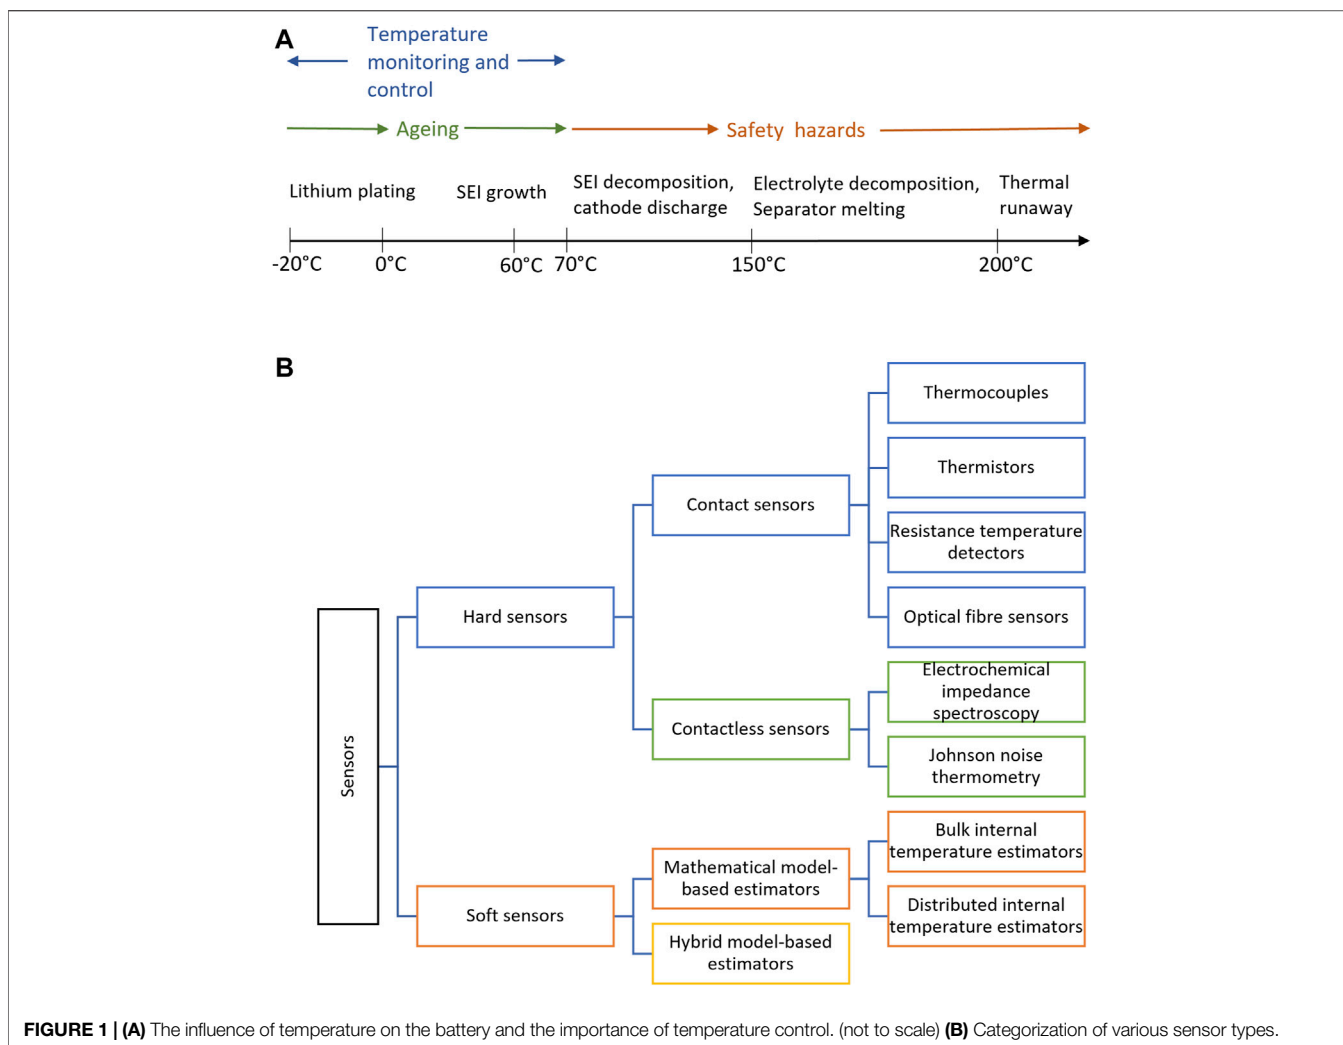 A
Temperature
monitoring and
control
Ageing
Safety hazards
Lithium plating
SEI growth
SEI decomposition,
cathode discharge
Electrolyte decomposition,
Separator melting
Thermal
runaway
-20°C
0°C
60°C
70°C
150°C
200°C
B
Sensors
Hard sensors
Contact sensors
Thermocouples
Thermistors
Resistance temperature
detectors
Optical fibre sensors
Contactless sensors
Electrochemical
impedance
spectroscopy
Johnson noise
thermometry
Soft sensors
Mathematical model-
based estimators
Bulk internal
temperature estimators
Distributed internal
temperature estimators
Hybrid model-based
estimators
FIGURE 1 | (A) The influence of temperature on the battery and the importance of temperature control. (not to scale) (B) Categorization of various sensor types.